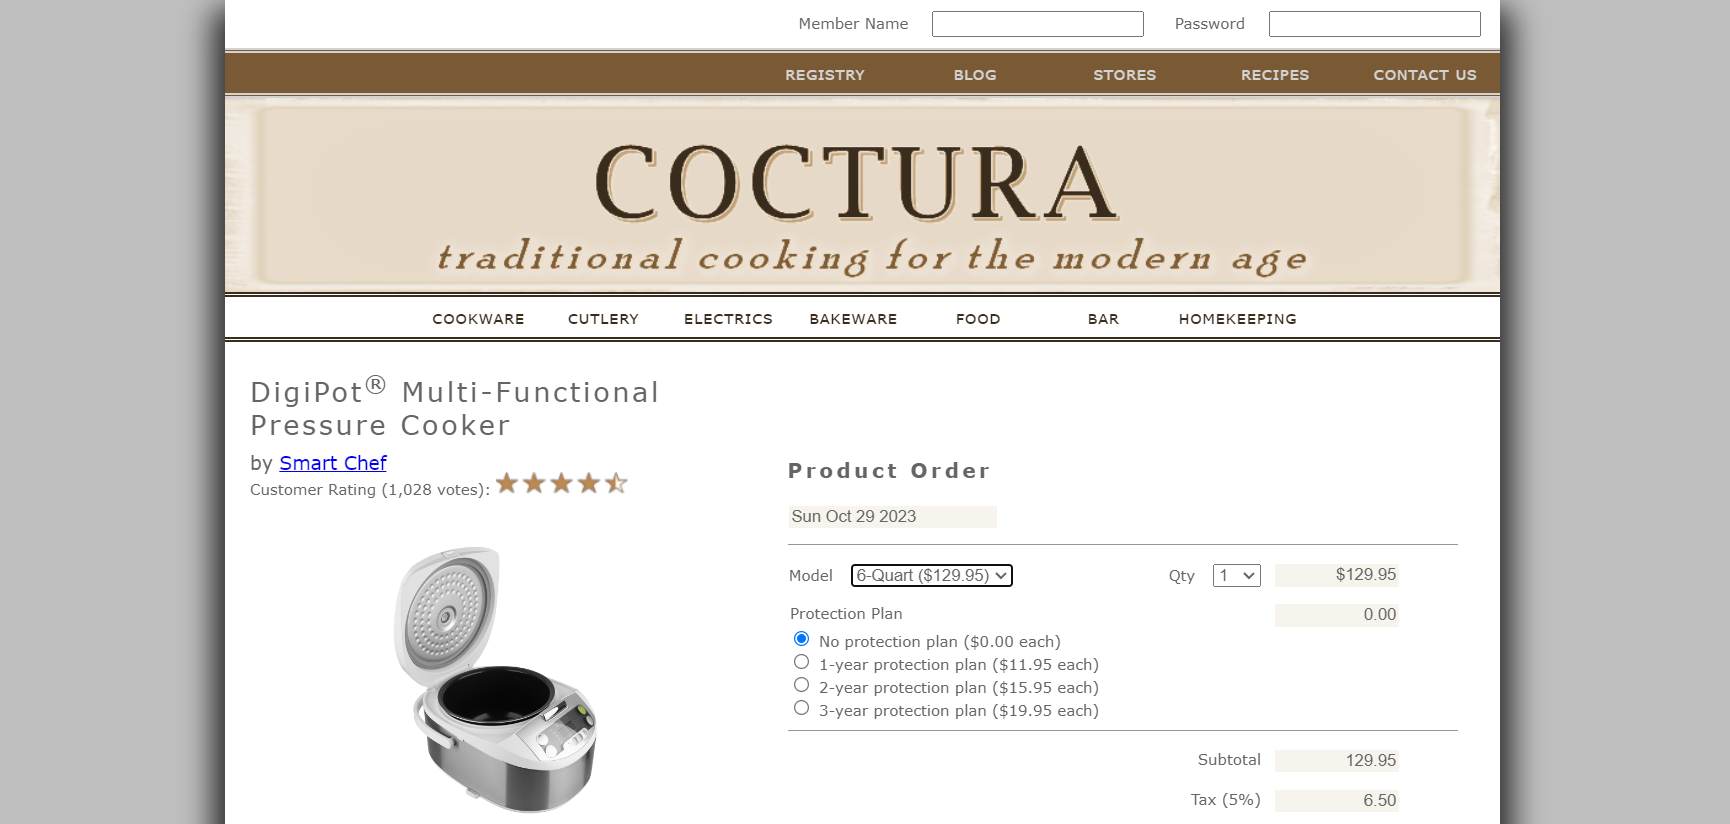 Member Name Password
REGISTRY BLOG STORES RECIPES CONTACT US
COCTURA
traditional cooking for the modern age
COOKWARE CUTLERY ELECTRICS BAKEWARE FOOD BAR HOMEKEEPING
DigiPot® Multi-Functional
Pressure Cooker
by Smart Chef
Customer Rating (1,028 votes):
Product Order
Sun Oct 29 2023
Model 6-Quart ($129.95) Qty 1 $129.95
Protection Plan 0.00
No protection plan ($0.00 each)
1-year protection plan ($11.95 each)
2-year protection plan ($15.95 each)
3-year protection plan ($19.95 each)
Subtotal 129.95
Tax (5%) 6.50